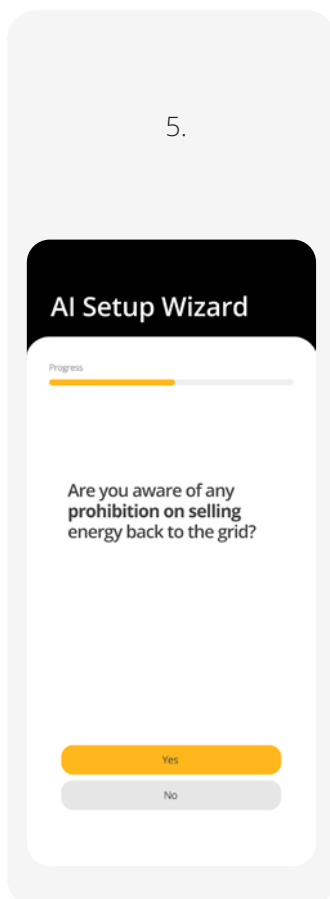 5.
AI Setup Wizard
Progress
Are you aware of any
prohibition on selling
energy back to the grid?
Yes
No